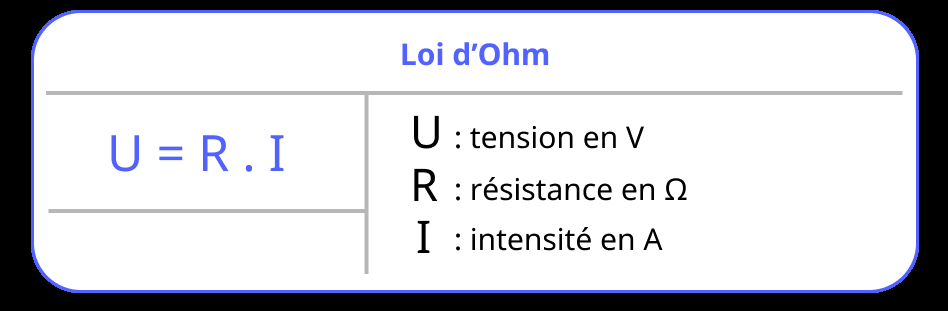 Loi d’Ohm
U = R . I
U : tension en V
R : résistance en Ω
I : intensité en A